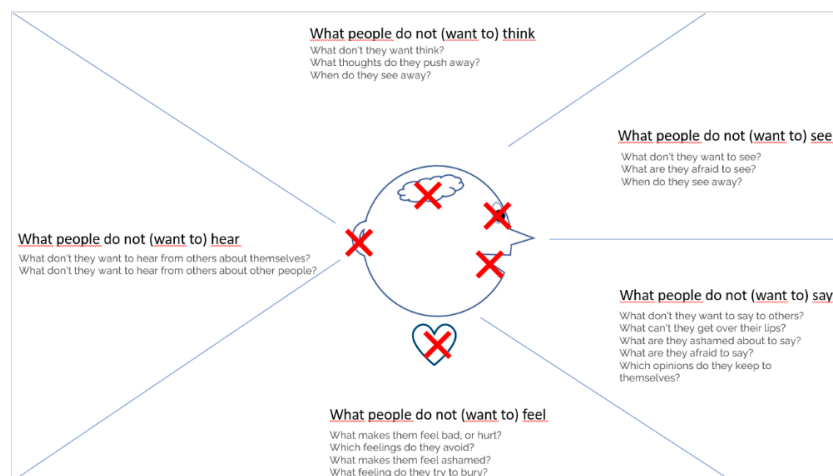 What people do not (want to) think
What don't they want think?
What thoughts do they push away?
When do they see away?
What people do not (want to) see
What don't they want to see?
What are they afraid to see?
When do they see away?
What people do not (want to) hear
What don't they want to hear from others about themselves?
What don't they want to hear from others about other people?
What people do not (want to) say
What don't they want to say to others?
What can't they get over their lips?
What are they ashamed about to say?
What are they afraid to say?
Which opinions do they keep to
themselves?
What people do not (want to) feel
What makes them feel bad, or hurt?
Which feelings do they avoid?
What makes them feel ashamed?
What feeling do they try to bury?